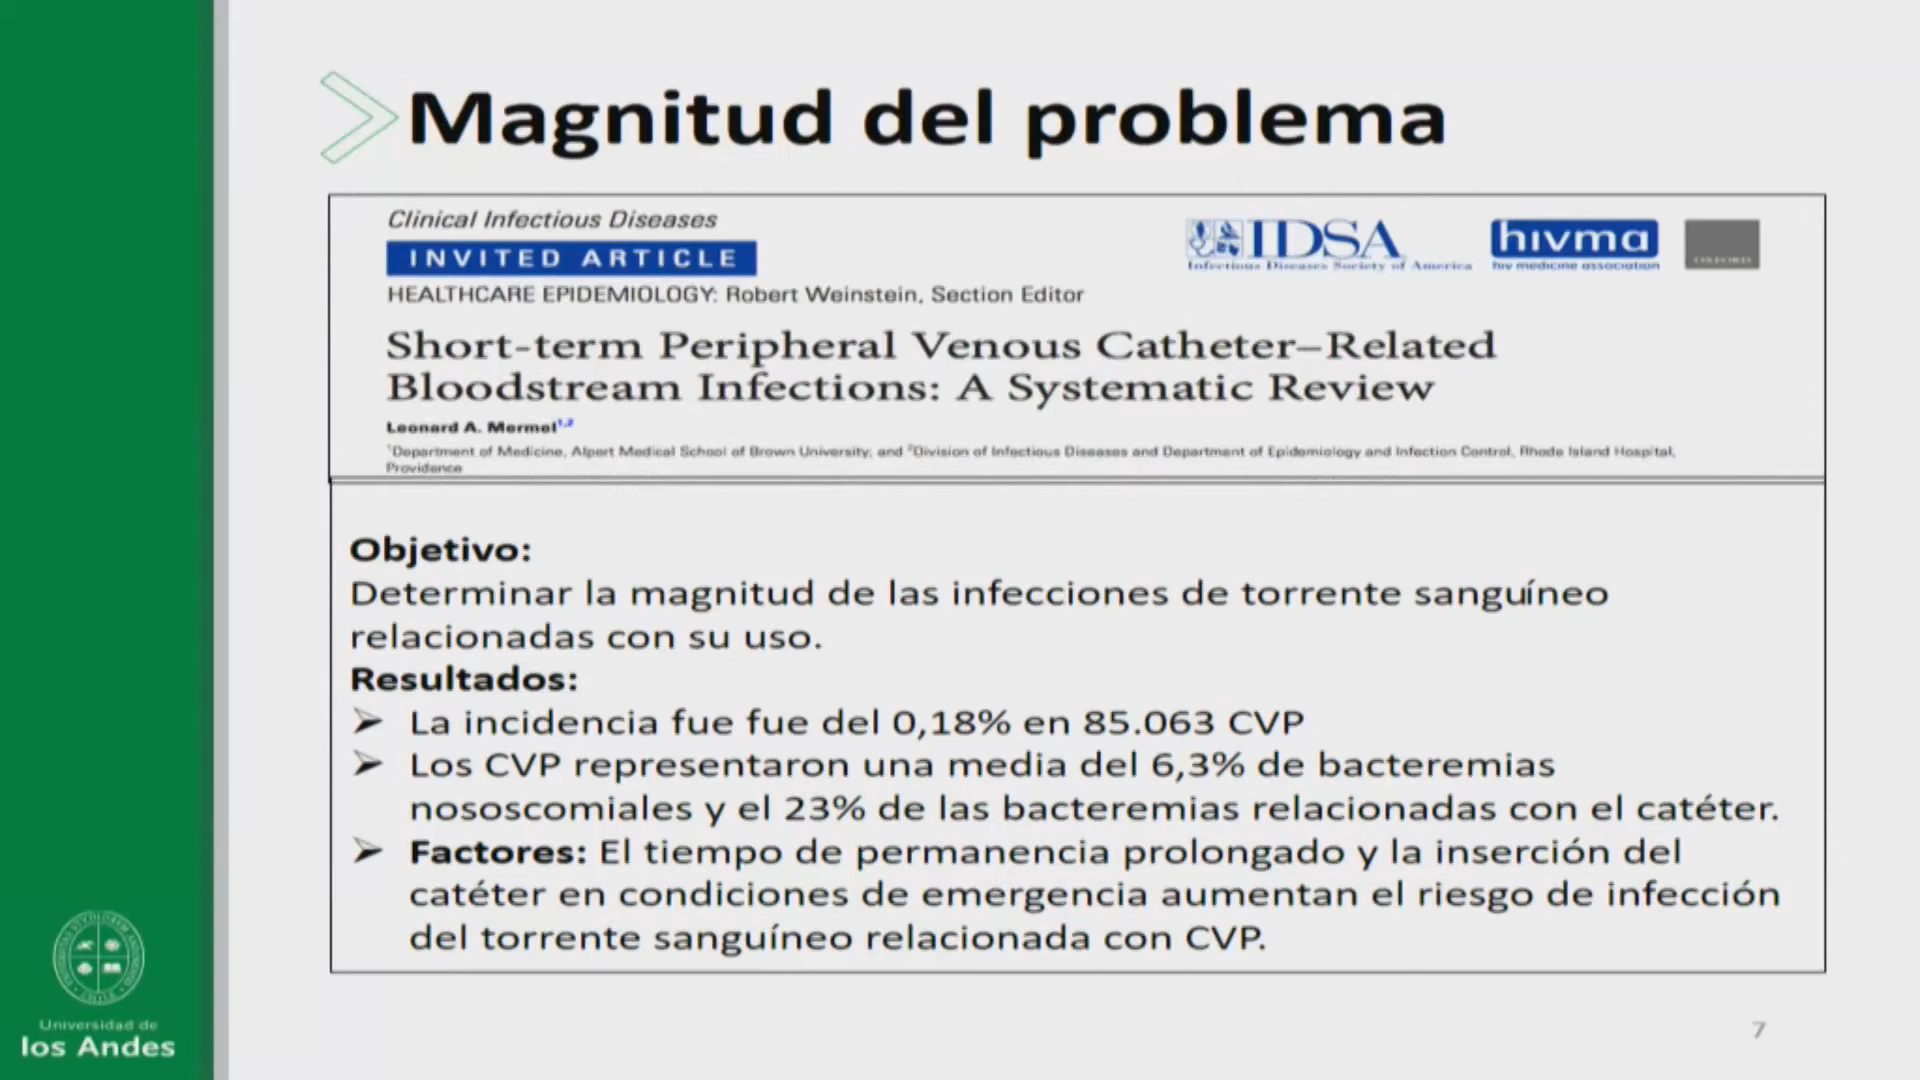 Magnitud del problema
Clinical Infectious Diseases
INVITED ARTICLE
IDSA
Infectious Diseases Society of America
hivma
hiv medicine association
OXFORD
HEALTHCARE EPIDEMIOLOGY: Robert Weinstein, Section Editor
Short-term Peripheral Venous Catheter–Related
Bloodstream Infections: A Systematic Review
Leonard A. Mermel1,2
1Department of Medicine, Alpert Medical School of Brown University, and 2Division of Infectious Diseases and Department of Epidemiology and Infection Control, Rhode Island Hospital,
Providence
Objetivo:
Determinar la magnitud de las infecciones de torrente sanguíneo
relacionadas con su uso.
Resultados:
➢ La incidencia fue fue del 0,18% en 85.063 CVP
➢ Los CVP representaron una media del 6,3% de bacteremias
nososcomiales y el 23% de las bacteremias relacionadas con el catéter.
➢ Factores: El tiempo de permanencia prolongado y la inserción del
catéter en condiciones de emergencia aumentan el riesgo de infección
del torrente sanguíneo relacionada con CVP.
Universidad de
los Andes
7